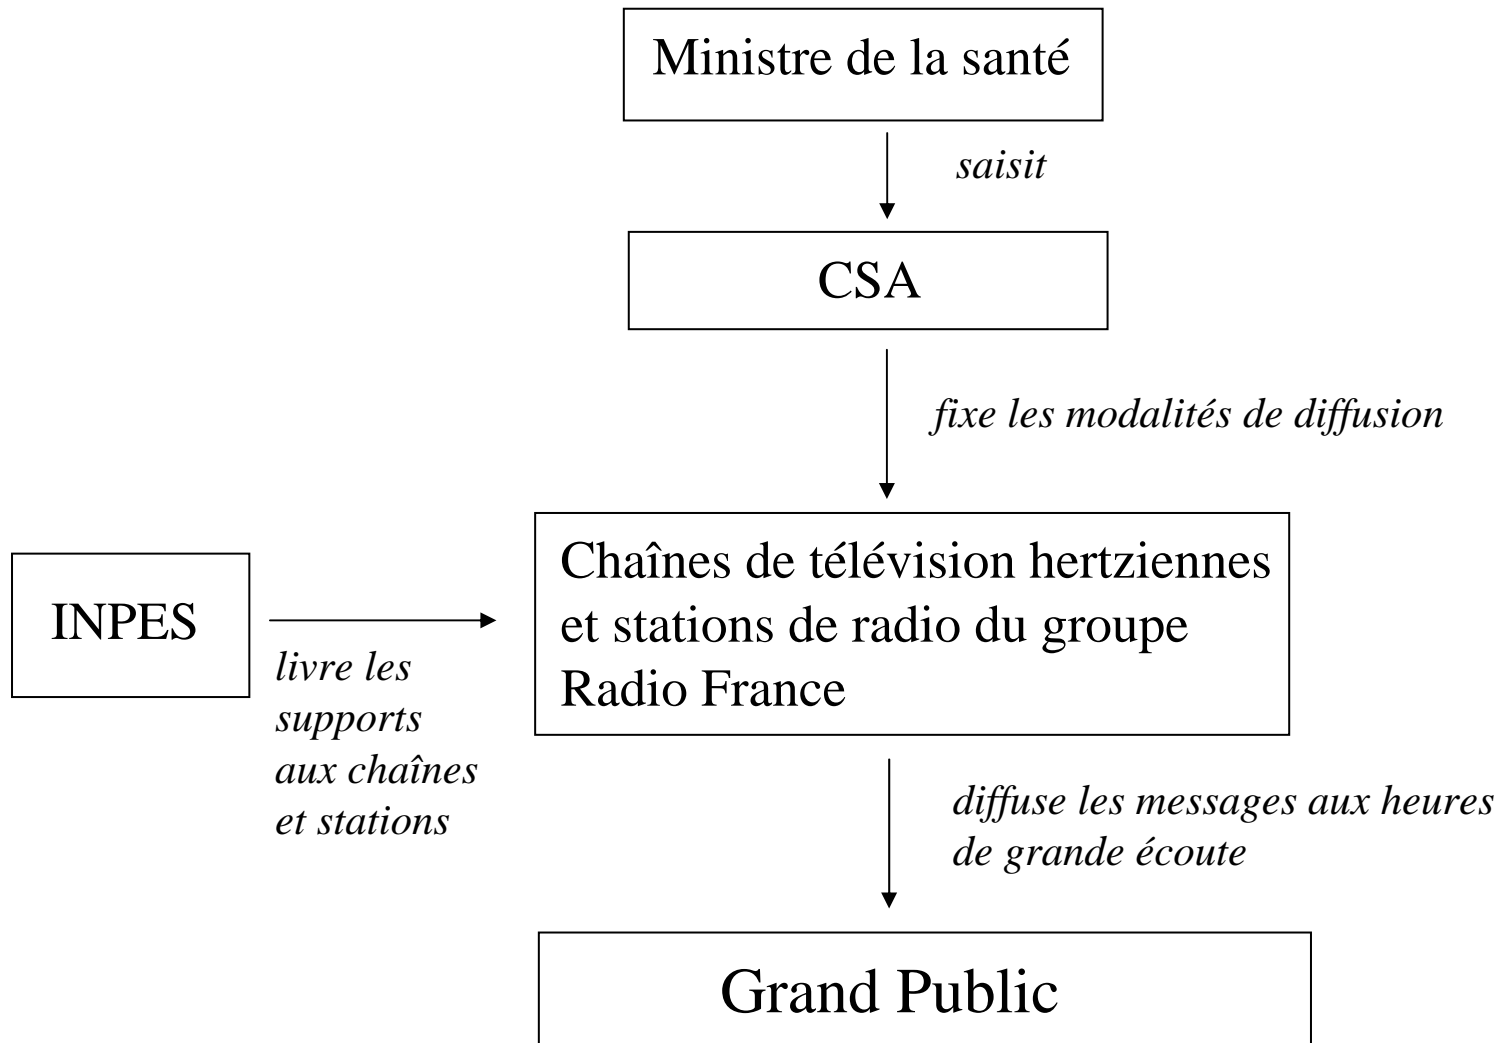 Ministre de la santé
saisit
CSA
fixe les modalités de diffusion
Chaînes de télévision hertziennes
et stations de radio du groupe
Radio France
INPES
livre les
supports
aux chaînes
et stations
diffuse les messages aux heures
de grande écoute
Grand Public